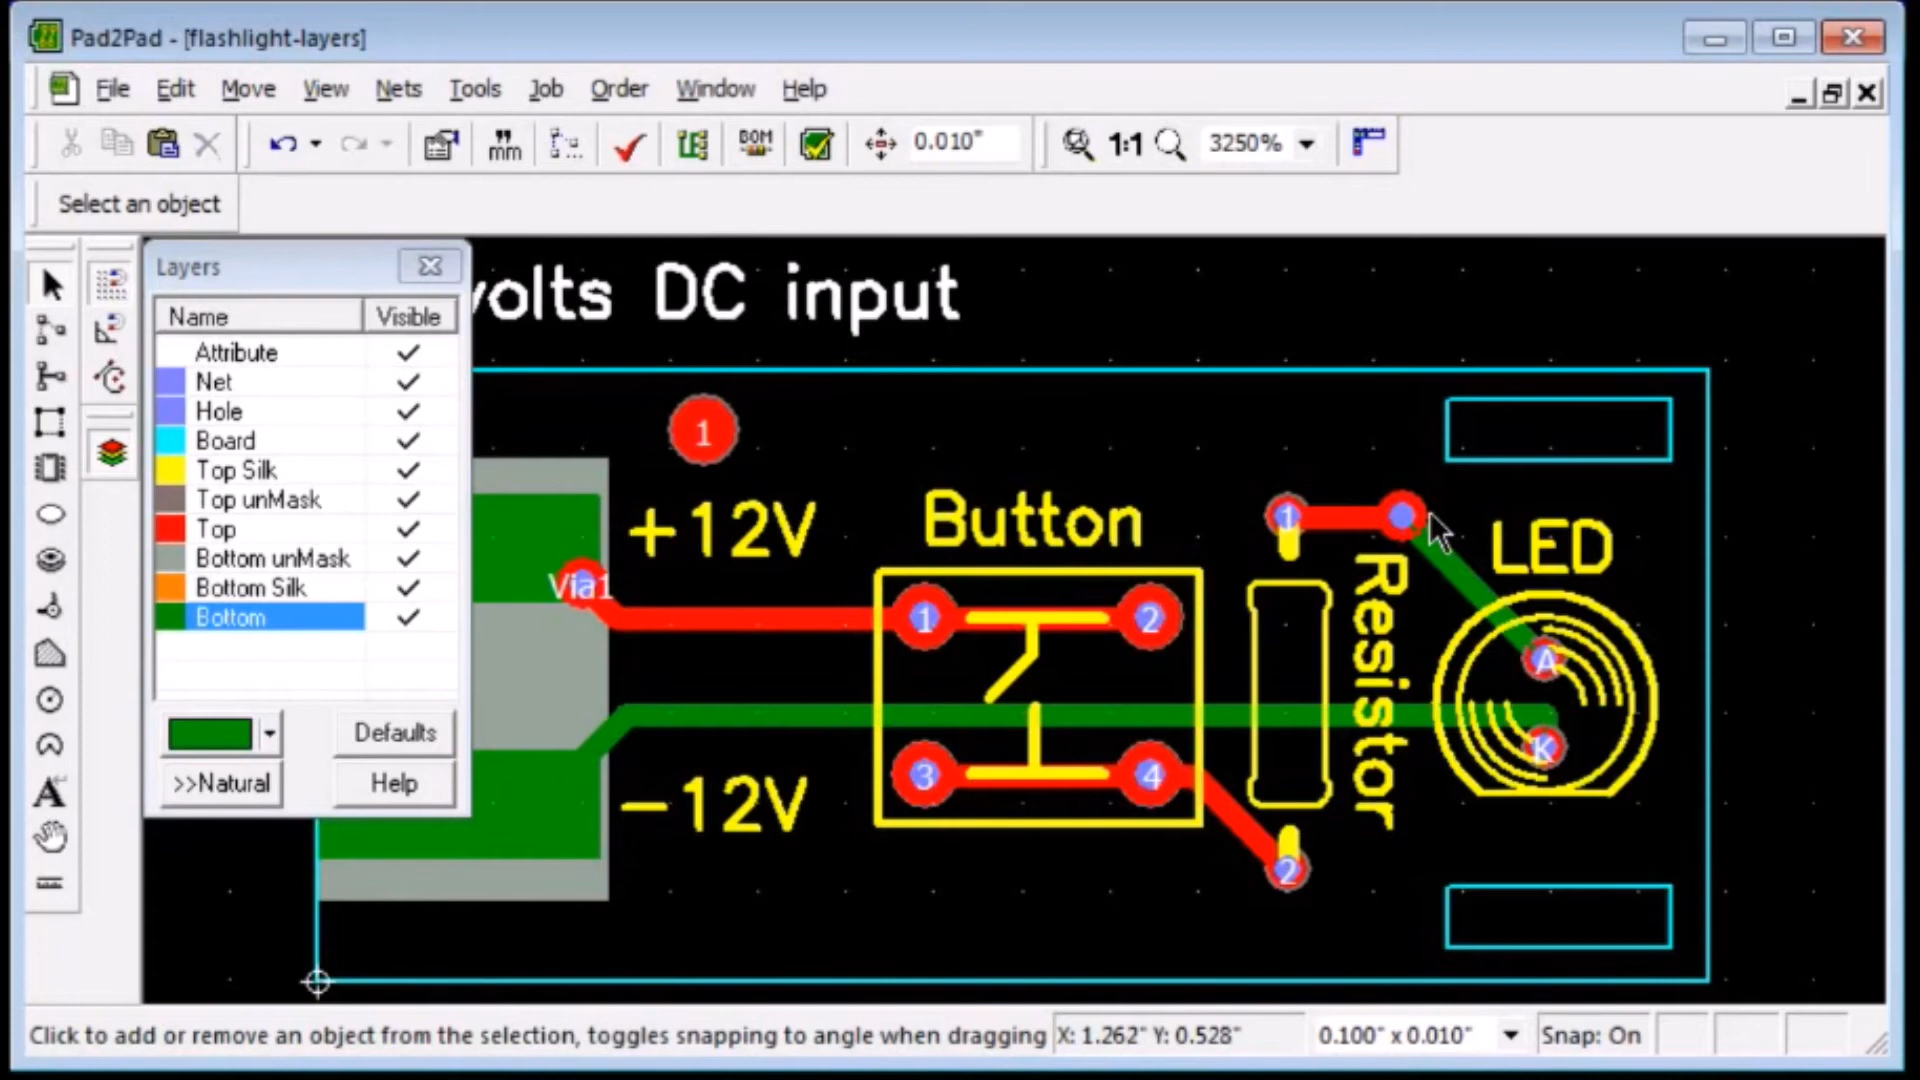 Pad2Pad - [flashlight-layers]
File Edit Move View Nets Tools Job Order Window Help
" mm BOM 0.010" 1:1 3250%
Select an object
Layers
Name Visible
Attribute
Net
Hole
Board
Top Silk
Top unMask
Top
Bottom unMask
Bottom Silk
Bottom
Defaults
>>Natural Help
volts DC input
1
+12V
Button
1
LED
Via1
Resistor
1 2
A
K
3 4
-12V
2
Click to add or remove an object from the selection, toggles snapping to angle when dragging X: 1.262" Y: 0.528" 0.100" x 0.010" Snap: On